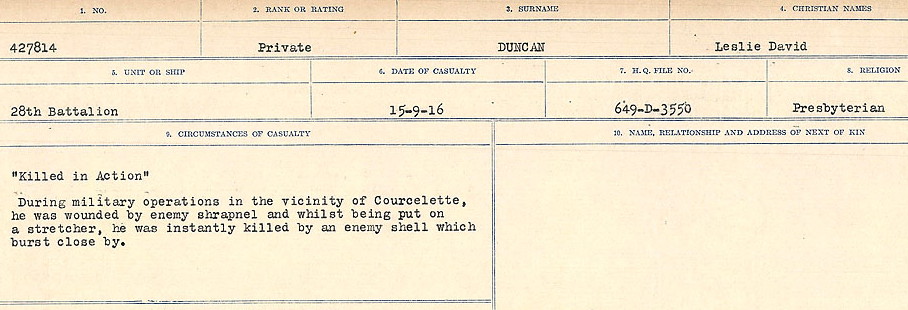 1. NO.
2. RANK OR RATING
3. SURNAME
4. CHRISTIAN NAMES
427814
Private
DUNCAN
Leslie David
5. UNIT OR SHIP
6. DATE OF CASUALTY
7. H.Q. FILE NO.
8. RELIGION
28th Battalion
15-9-16
649-D-3550
Presbyterian
9. CIRCUMSTANCES OF CASUALTY
10. NAME, RELATIONSHIP AND ADDRESS OF NEXT OF KIN
"Killed in Action"
During military operations in the vicinity of Courcelette,
he was wounded by enemy shrapnel and whilst being put on
a stretcher, he was instantly killed by an enemy shell which
burst close by.